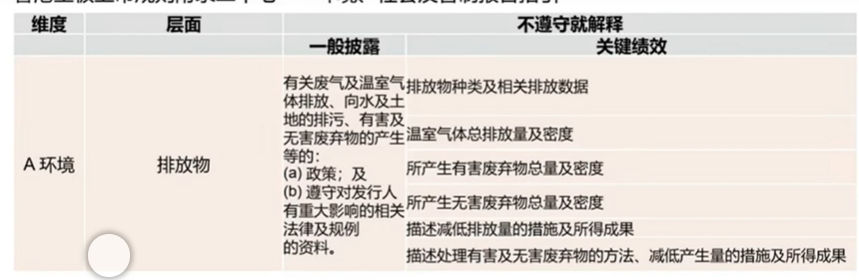 维度
层面
不遵守就解释
一般披露
关键绩效
A 环境
排放物
有关废气及温室气
体排放、向水及土
地的排污、有害及
无害废弃物的产生
等的:
(a) 政策；及
(b) 遵守对发行人
有重大影响的相关
法律及规例
的资料。
排放物种类及相关排放数据
温室气体总排放量及密度
所产生有害废弃物总量及密度
所产生无害废弃物总量及密度
描述减低排放量的措施及所得成果
描述处理有害及无害废弃物的方法、减低产生量的措施及所得成果